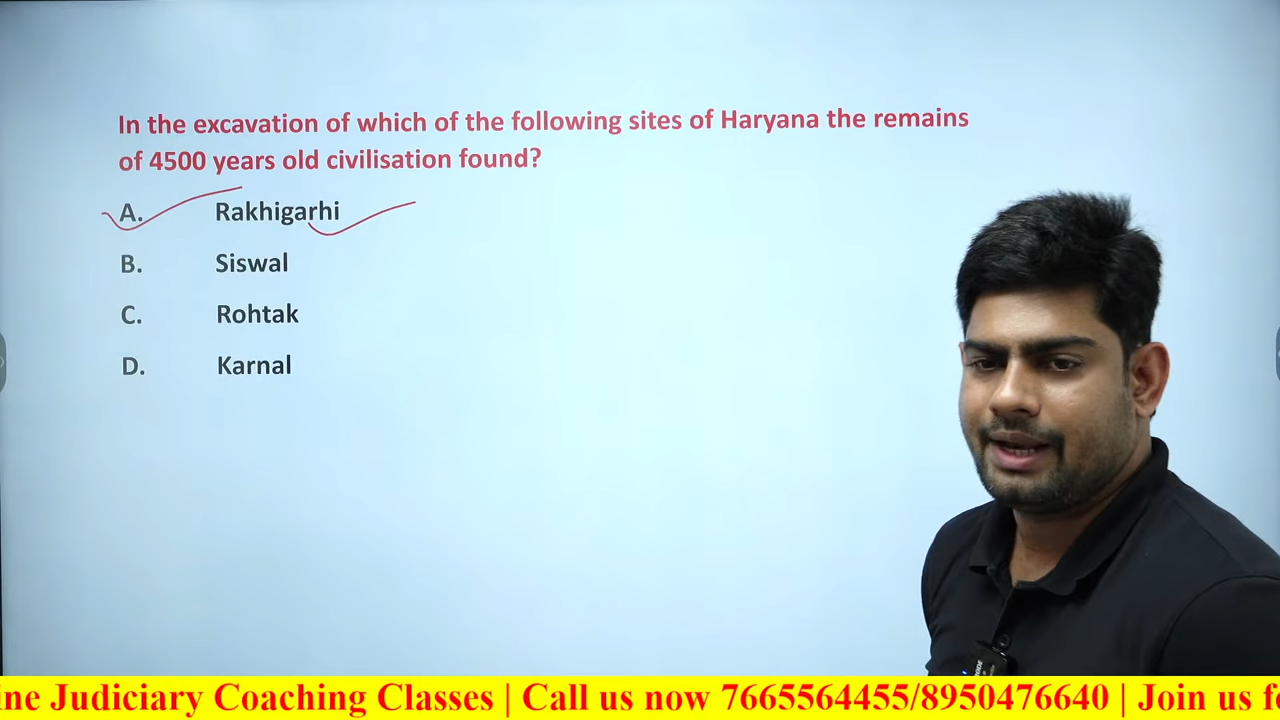 In the excavation of which of the following sites of Haryana the remains
of 4500 years old civilisation found?
A. Rakhigarhi
B. Siswal
C. Rohtak
D. Karnal
ine Judiciary Coaching Classes | Call us now 7665564455/8950476640 | Join us f